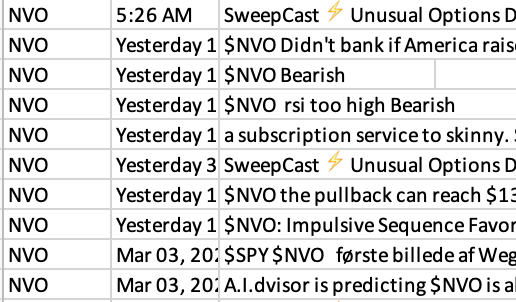 NVO 5:26 AM SweepCast ⚡ Unusual Options D
NVO Yesterday 1 $NVO Didn't bank if America raise
NVO Yesterday 1 $NVO Bearish
NVO Yesterday 1 $NVO rsi too high Bearish
NVO Yesterday 1 a subscription service to skinny.
NVO Yesterday 3 SweepCast ⚡ Unusual Options D
NVO Yesterday 1 $NVO the pullback can reach $13
NVO Yesterday 1 $NVO: Impulsive Sequence Favor
NVO Mar 03, 202 $SPY $NVO første billede af Weg
NVO Mar 03, 202 A.I.dvisor is predicting $NVO is al